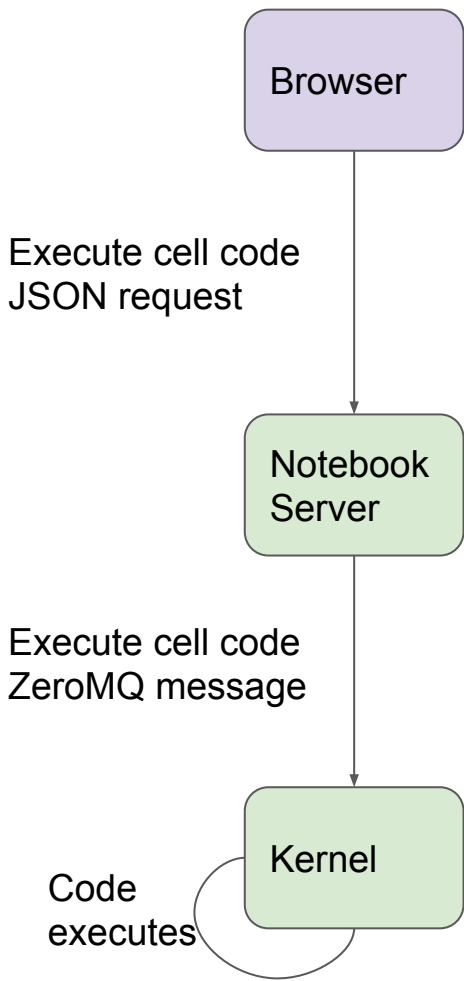 Browser
Execute cell code
JSON request
Notebook
Server
Execute cell code
ZeroMQ message
Kernel
Code
executes